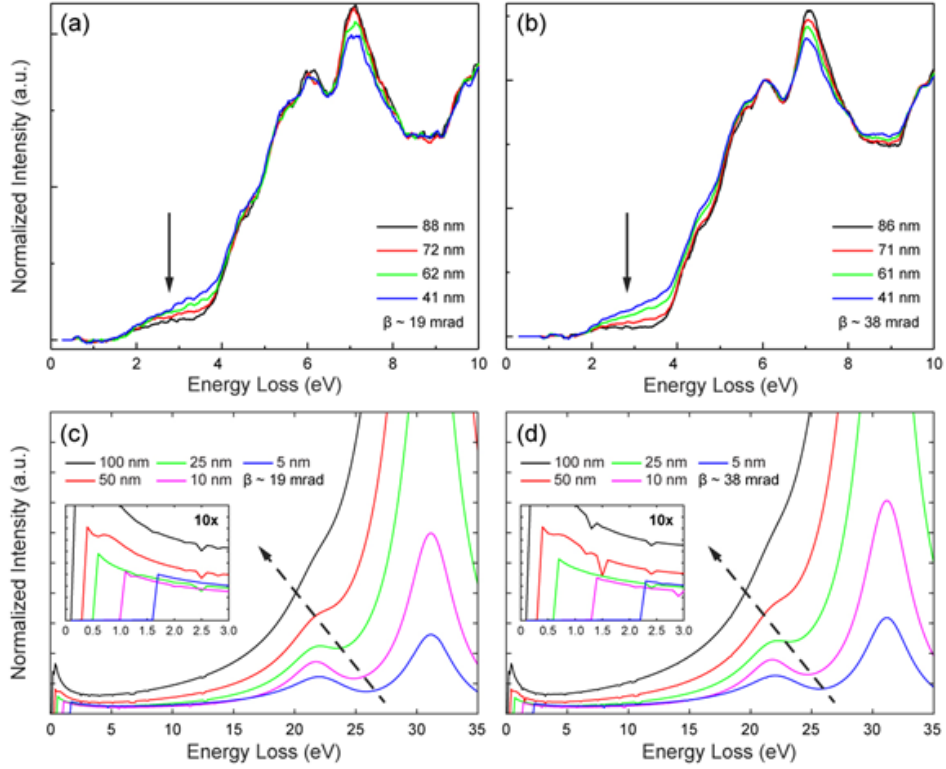 (a)
88 nm
72 nm
62 nm
41 nm
β ~ 19 mrad
0 2 4 6 8 10
Energy Loss (eV)
Normalized Intensity (a.u.)
(b)
86 nm
71 nm
61 nm
41 nm
β ~ 38 mrad
0 2 4 6 8 10
Energy Loss (eV)
(c)
100 nm 25 nm 5 nm
50 nm 10 nm β ~ 19 mrad
10x
0 0.5 1.0 1.5 2.0 2.5 3.0
0 5 10 15 20 25 30 35
Energy Loss (eV)
Normalized Intensity (a.u.)
(d)
100 nm 25 nm 5 nm
50 nm 10 nm β ~ 38 mrad
10x
0 0.5 1.0 1.5 2.0 2.5 3.0
0 5 10 15 20 25 30 35
Energy Loss (eV)